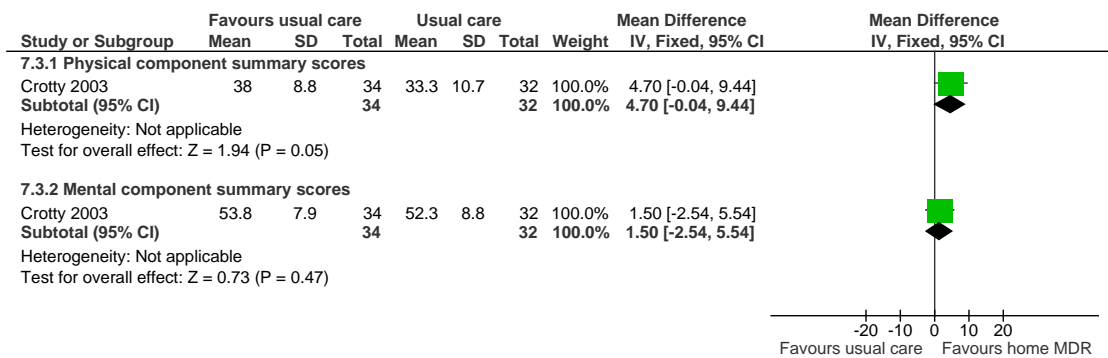 Favours usual care Usual care Mean Difference Mean Difference
Study or Subgroup Mean SD Total Mean SD Total Weight IV, Fixed, 95% CI IV, Fixed, 95% CI
7.3.1 Physical component summary scores
Crotty 2003 38 8.8 34 33.3 10.7 32 100.0% 4.70 [-0.04, 9.44]
Subtotal (95% CI) 34 32 100.0% 4.70 [-0.04, 9.44]
Heterogeneity: Not applicable
Test for overall effect: Z = 1.94 (P = 0.05)
7.3.2 Mental component summary scores
Crotty 2003 53.8 7.9 34 52.3 8.8 32 100.0% 1.50 [-2.54, 5.54]
Subtotal (95% CI) 34 32 100.0% 1.50 [-2.54, 5.54]
Heterogeneity: Not applicable
Test for overall effect: Z = 0.73 (P = 0.47)
-20 -10 0 10 20
Favours usual care Favours home MDR